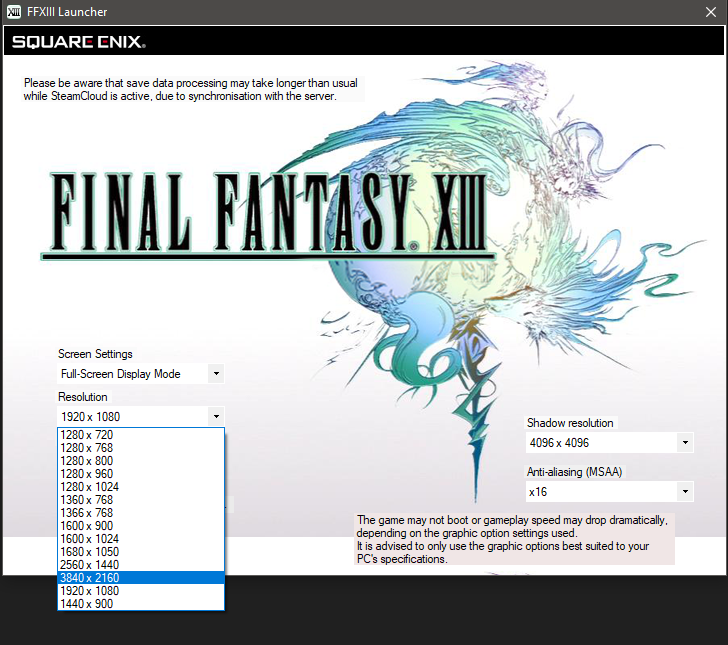 XIII FFXIII Launcher
SQUARE ENIX.
Please be aware that save data processing may take longer than usual
while SteamCloud is active, due to synchronisation with the server.
FINAL FANTASY® XIII
Screen Settings
Full-Screen Display Mode
Resolution
1920 x 1080
1280 x 720
1280 x 768
1280 x 800
1280 x 960
1280 x 1024
1360 x 768
1366 x 768
1600 x 900
1600 x 1024
1680 x 1050
2560 x 1440
3840 x 2160
1920 x 1080
1440 x 900
Shadow resolution
4096 x 4096
Anti-aliasing (MSAA)
x16
The game may not boot or gameplay speed may drop dramatically,
depending on the graphic option settings used.
It is advised to only use the graphic options best suited to your
PC's specifications.